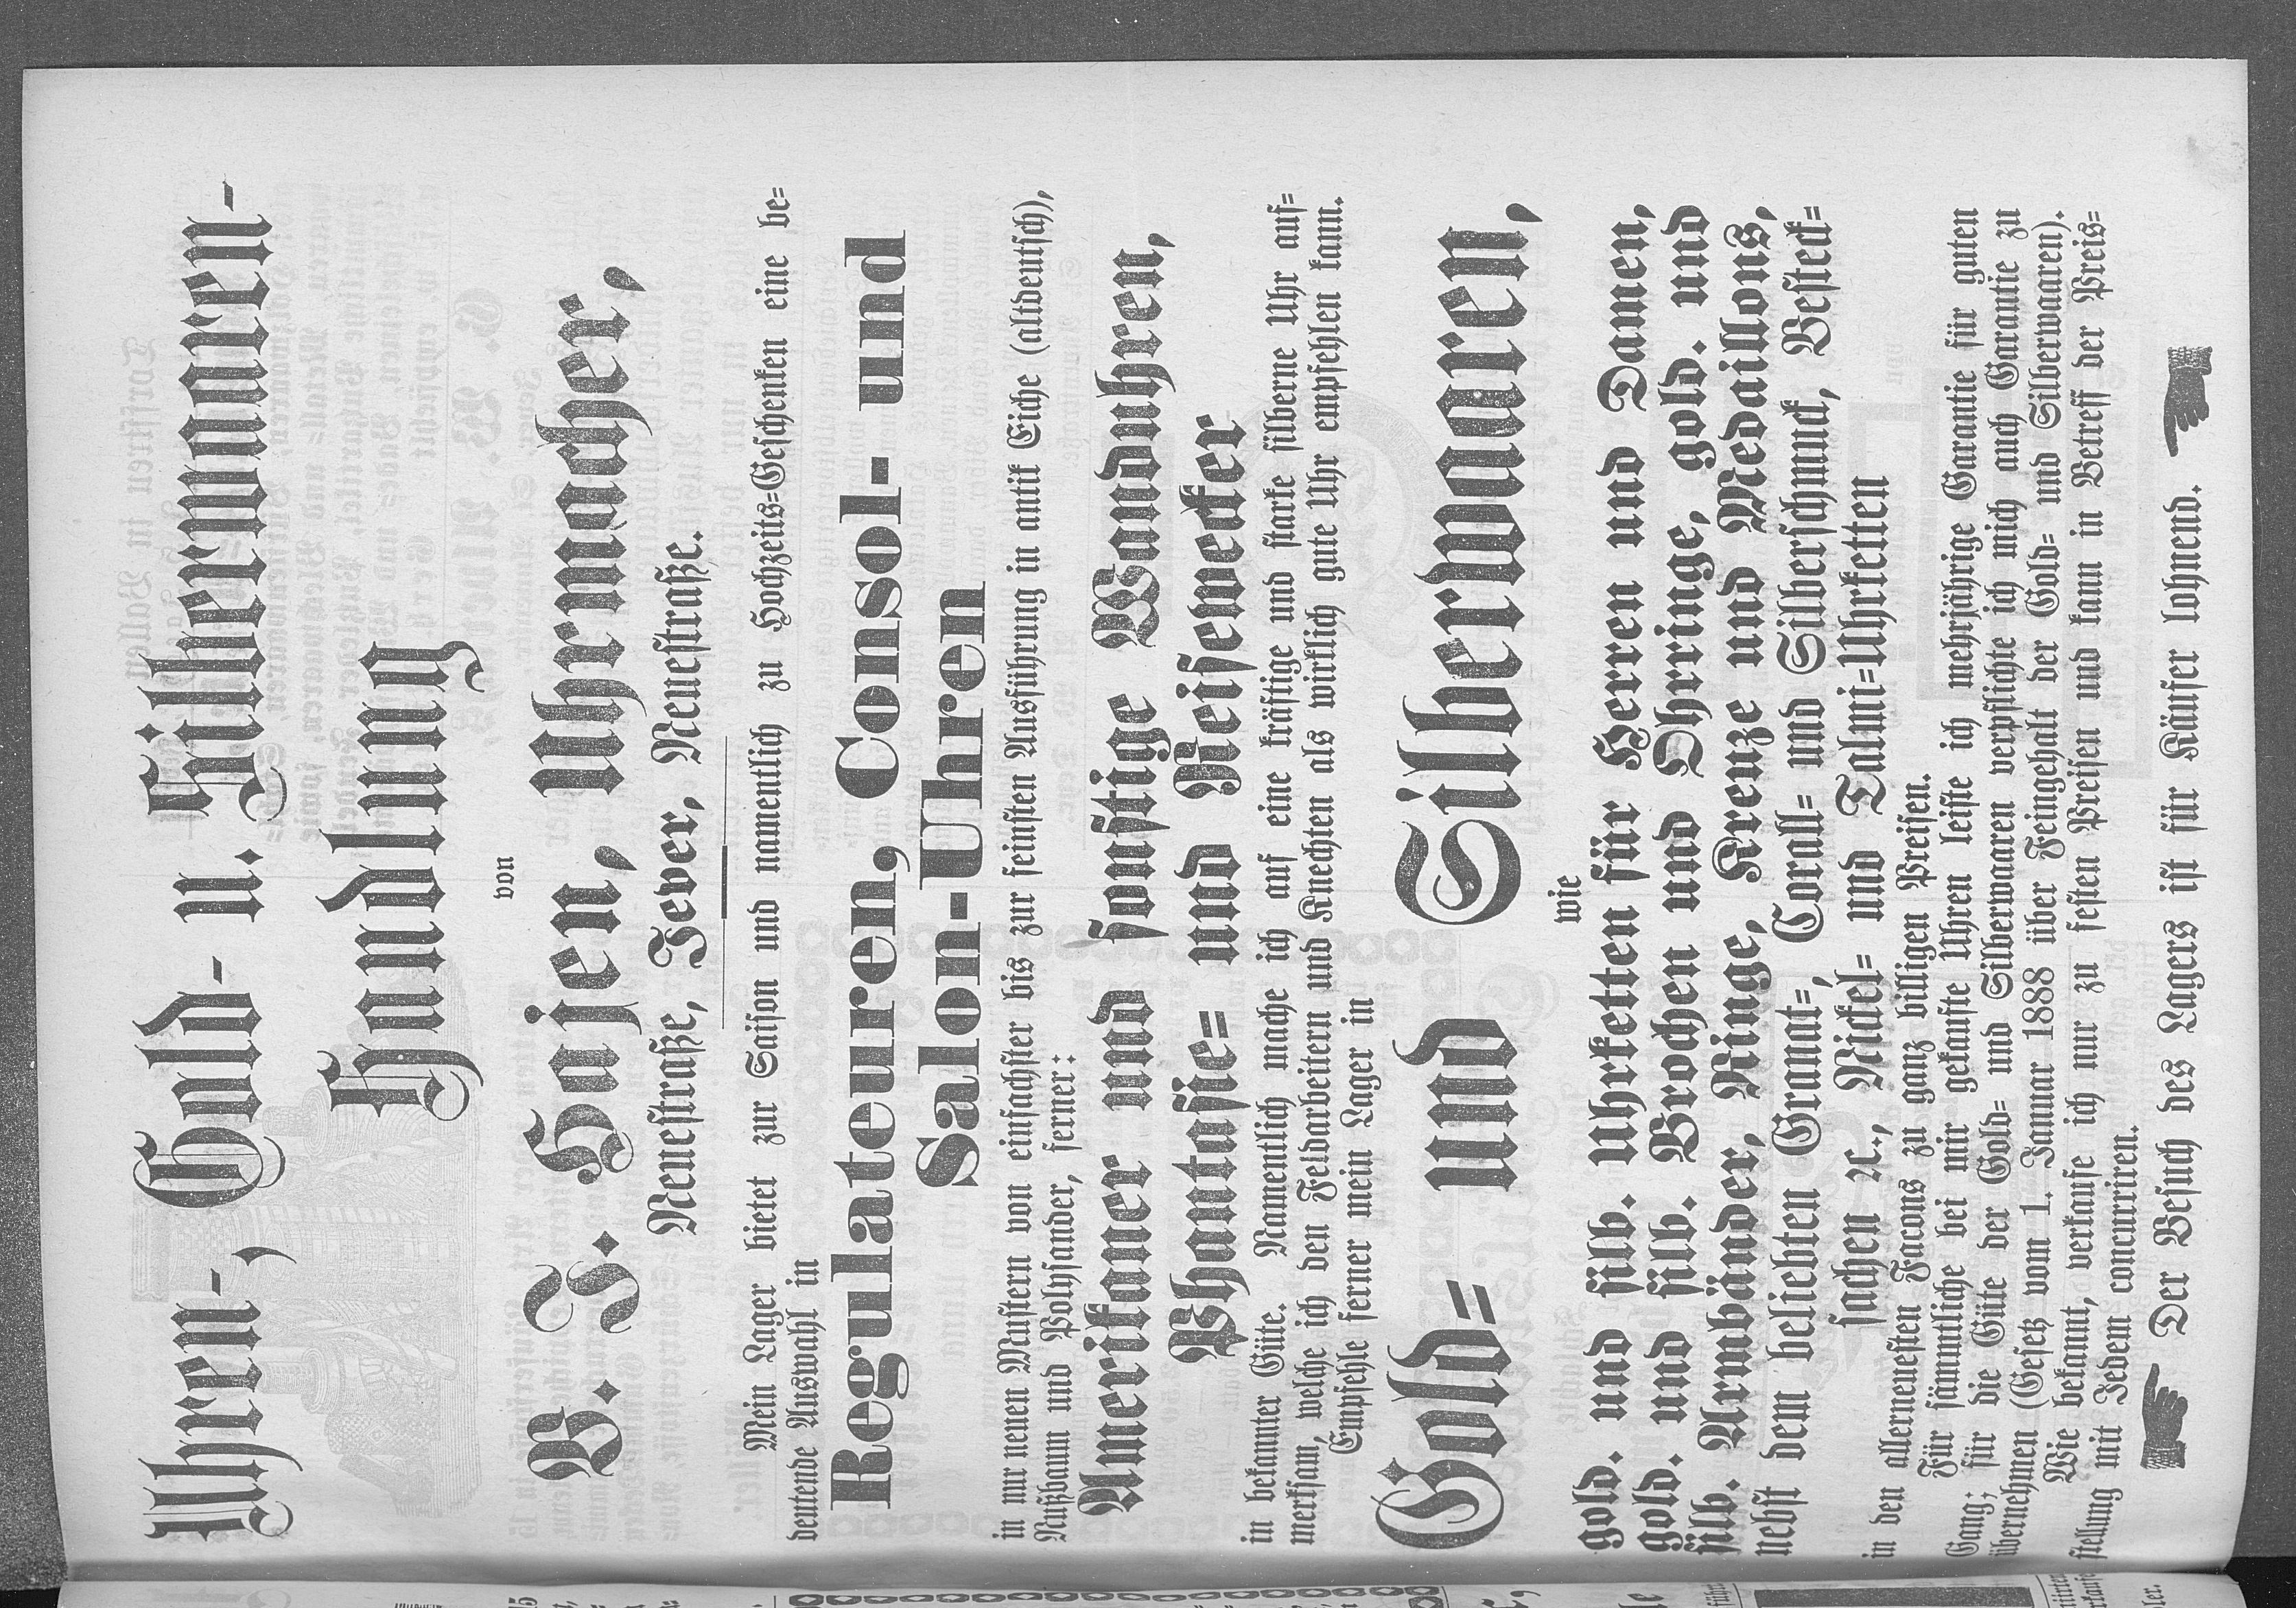 Uhren-, Gold- u. Silberwaaren-
Handlung
von
B. J. Hajen, Uhrmacher,
Neuestraße, Jever, Neuestraße.
Mein Lager bietet zur Saison und namentlich zu Hochzeits=Geschenken eine be=
deutende Auswahl in
Regulateuren, Consol- und
Salon-Uhren
in nur neuen Mustern von einfachster bis zur feinsten Ausführung in antik Eiche (altdeutsch),
Nußbaum und Polysander, ferner:
Amerikaner und sonstige Wanduhren,
Phantasie= und Reisewecker
in bekannter Güte. Namentlich mache ich auf eine kräftige und starke silberne Uhr auf=
merksam, welche ich den Feldarbeitern und Knechten als wirklich gute Uhr empfehlen kann.
Empfehle ferner mein Lager in
Gold= und Silberwaaren,
wie
gold. und silb. Uhrketten für Herren und Damen,
gold. und silb. Brochen und Ohrringe, gold. und
silb. Armbänder, Ringe, Kreuze und Medaillons,
nebst dem beliebten Granat=, Corall= und Silberschmuck, Besteck=
sachen ꝛc., Nickel= und Talmi=Uhrketten
in den allerneuesten Facons zu ganz billigen Preisen.
Für sämmtliche bei mir gekaufte Uhren leiste ich mehrjährige Garantie für guten
Gang; für die Güte der Gold= und Silberwaaren verpflichte ich mich auch Garantie zu
übernehmen (Gesetz vom 1. Januar 1888 über Feingehalt der Gold= und Silberwaaren).
Wie bekannt, verkaufe ich nur zu festen Preisen und kann in Betreff der Preis=
stellung mit Jedem concurriren.
Der Besuch des Lagers ist für Käufer lohnend.